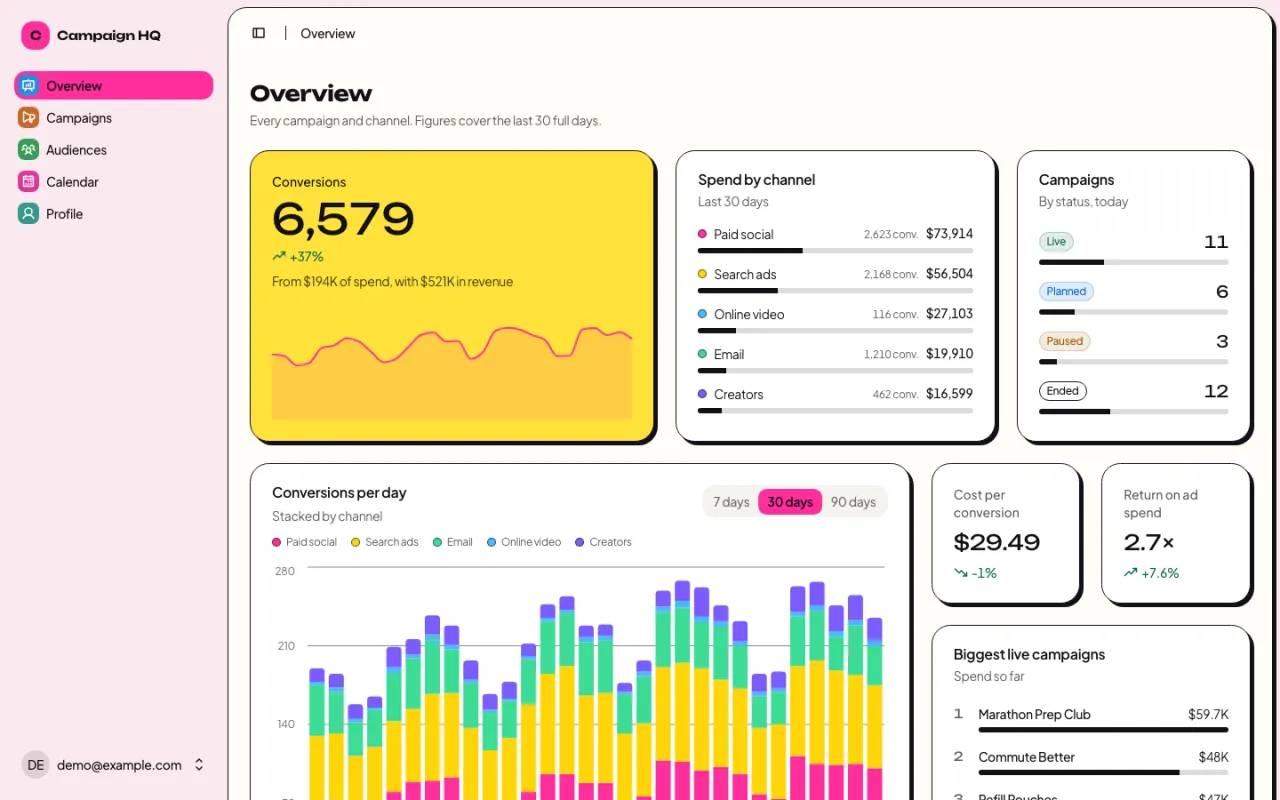 C Campaign HQ
Overview
Campaigns
Audiences
Calendar
Profile
DE demo@example.com
Overview
Overview
Every campaign and channel. Figures cover the last 30 full days.
Conversions
6,579
+37%
From $194K of spend, with $521K in revenue
Spend by channel
Last 30 days
Paid social 2,623 conv. $73,914
Search ads 2,168 conv. $56,504
Online video 116 conv. $27,103
Email 1,210 conv. $19,910
Creators 462 conv. $16,599
Campaigns
By status, today
Live 11
Planned 6
Paused 3
Ended 12
Conversions per day
Stacked by channel
7 days 30 days 90 days
Paid social Search ads Email Online video Creators
280
210
140
Cost per
conversion
$29.49
-1%
Return on ad
spend
2.7×
+7.6%
Biggest live campaigns
Spend so far
1 Marathon Prep Club $59.7K
2 Commute Better $48K
3 Refill Pouches $47K